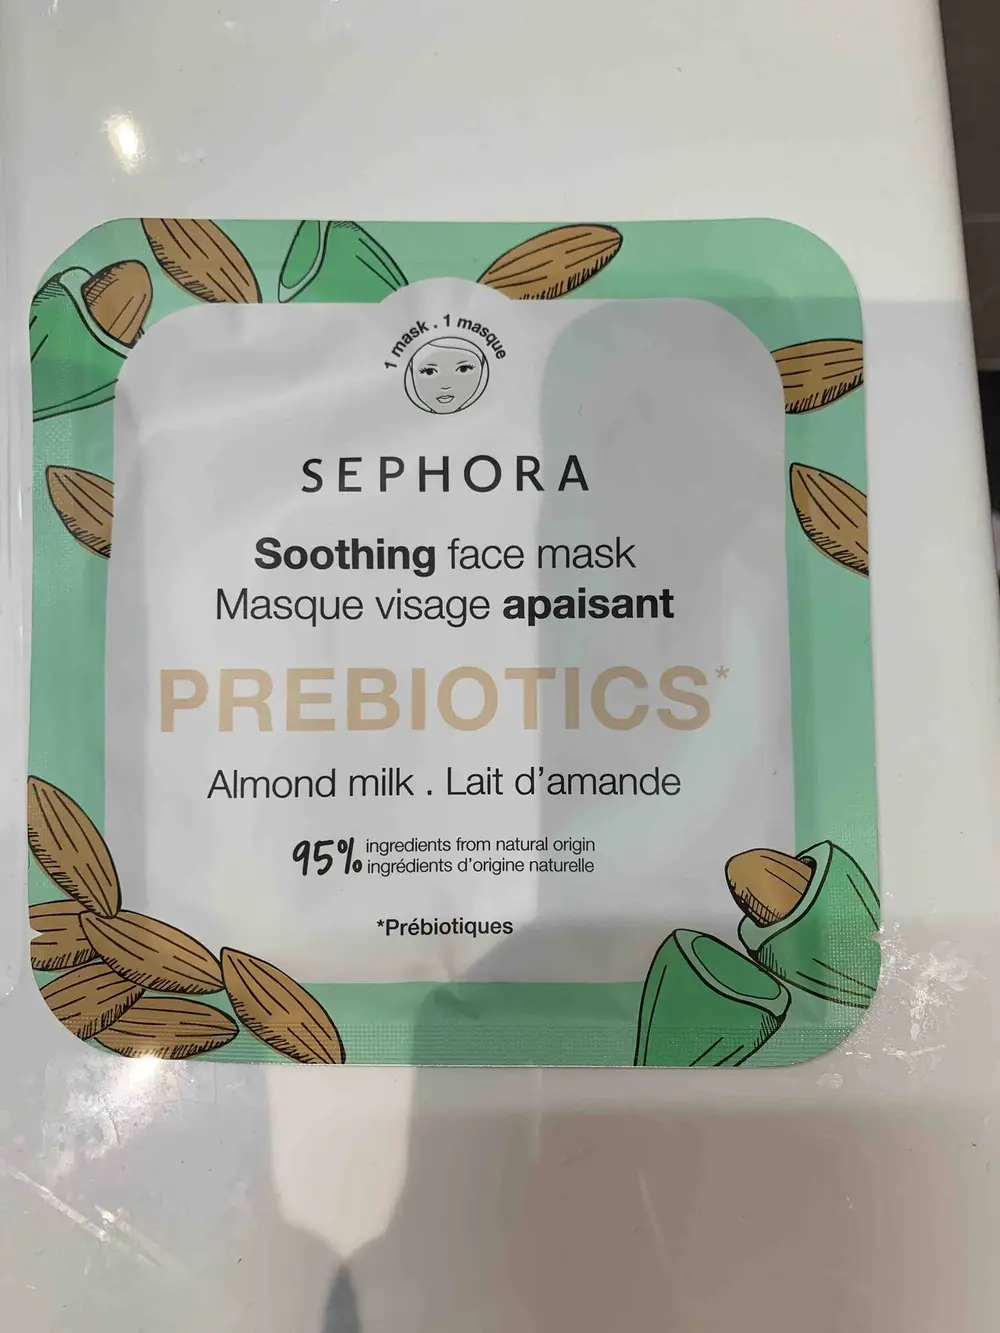 1 mask . 1 masque
SEPHORA
Soothing face mask
Masque visage apaisant
PREBIOTICS*
Almond milk . Lait d'amande
95% ingredients from natural origin
ingrédients d'origine naturelle
*Prébiotiques